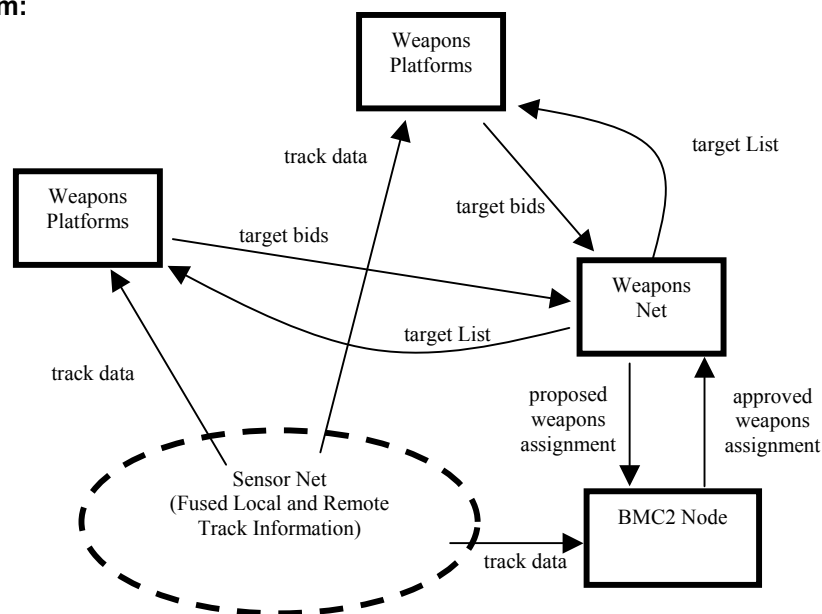 m:
Weapons
Platforms
track data
target List
Weapons
Platforms
target bids
target bids
Weapons
Net
target List
track data
proposed
weapons
assignment
approved
weapons
assignment
Sensor Net
(Fused Local and Remote
Track Information)
BMC2 Node
track data